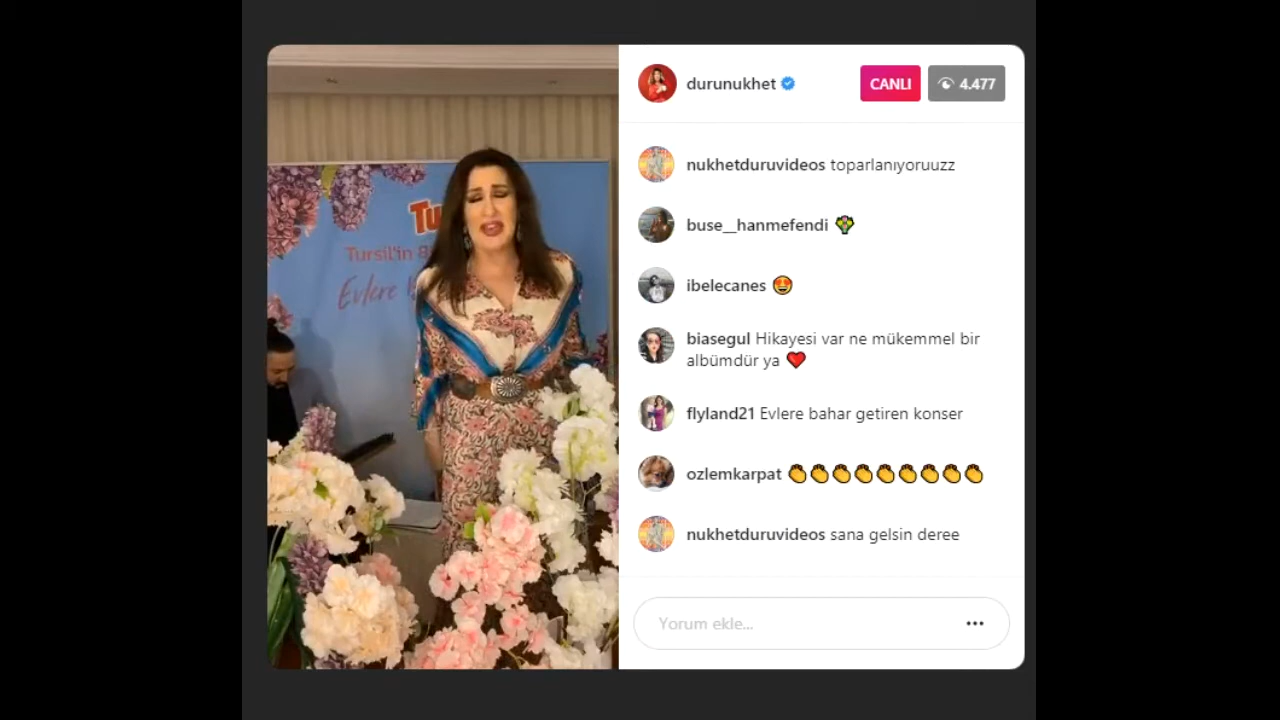 durunukhet
CANLI
4.477
nukhetduruvideos toparlanıyoruuzz
buse__hanmefendi 💐
ibelecanes 😍
biasegul Hikayesi var ne mükemmel bir
albümdür ya ❤️
flyland21 Evlere bahar getiren konser
ozlemkarpat 👏👏👏👏👏👏👏👏👏
nukhetduruvideos sana gelsin deree
Yorum ekle...
Tu
Tursil'in
Evlere